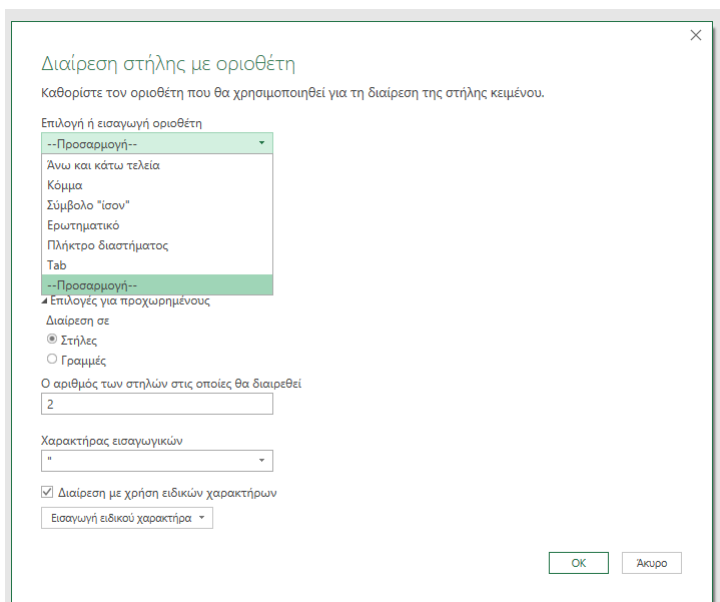 Διαίρεση στήλης με οριοθέτη
Καθορίστε τον οριοθέτη που θα χρησιμοποιηθεί για τη διαίρεση της στήλης κειμένου.
Επιλογή ή εισαγωγή οριοθέτη
--Προσαρμογή--
Άνω και κάτω τελεία
Κόμμα
Σύμβολο "ίσον"
Ερωτηματικό
Πλήκτρο διαστήματος
Tab
--Προσαρμογή--
Επιλογές για προχωρημένους
Διαίρεση σε
Στήλες
Γραμμές
Ο αριθμός των στηλών στις οποίες θα διαιρεθεί
2
Χαρακτήρας εισαγωγικών
"
Διαίρεση με χρήση ειδικών χαρακτήρων
Εισαγωγή ειδικού χαρακτήρα
OK Άκυρο